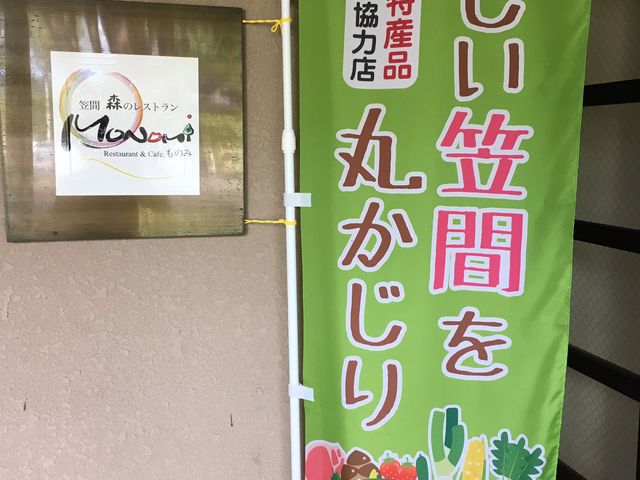 笠間 森のレストラン
MONOMI
Restaurant & Cafe. ものみ
しい笠間を
丸かじり
特産品
協力店